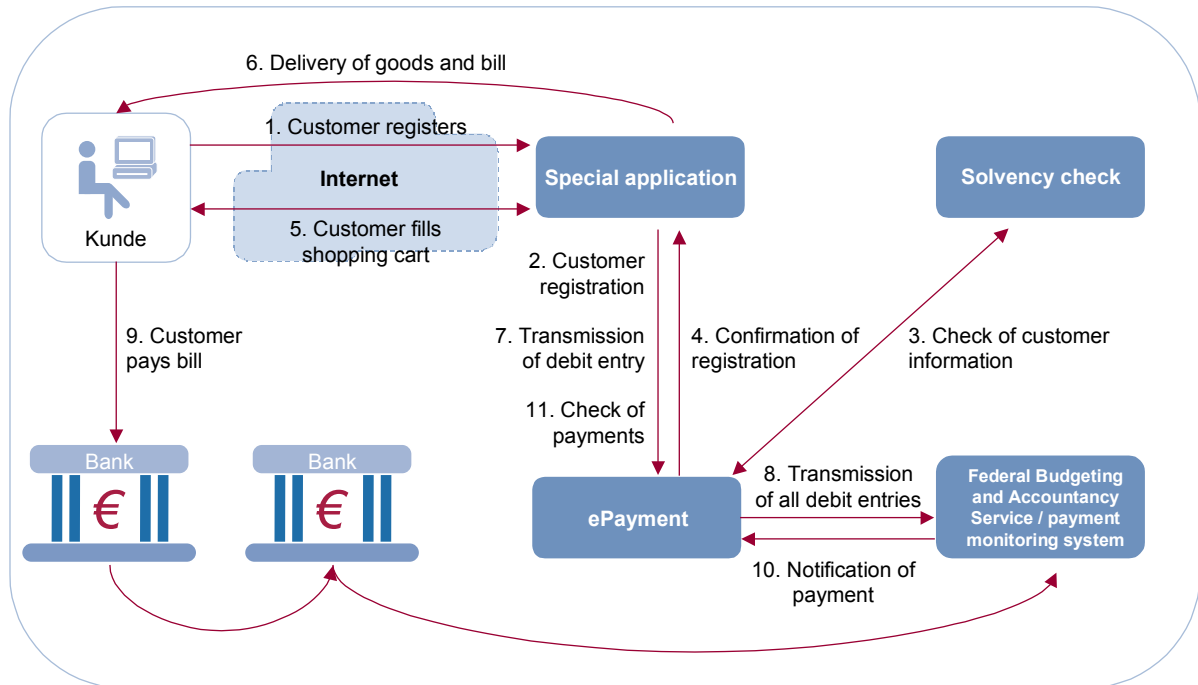 6. Delivery of goods and bill
1. Customer registers
Internet
5. Customer fills
shopping cart
Kunde
Special application
Solvency check
2. Customer
registration
7. Transmission
of debit entry
11. Check of
payments
4. Confirmation of
registration
3. Check of customer
information
9. Customer
pays bill
Bank
€
Bank
€
ePayment
8. Transmission
of all debit entries
10. Notification of
payment
Federal Budgeting
and Accountancy
Service / payment
monitoring system